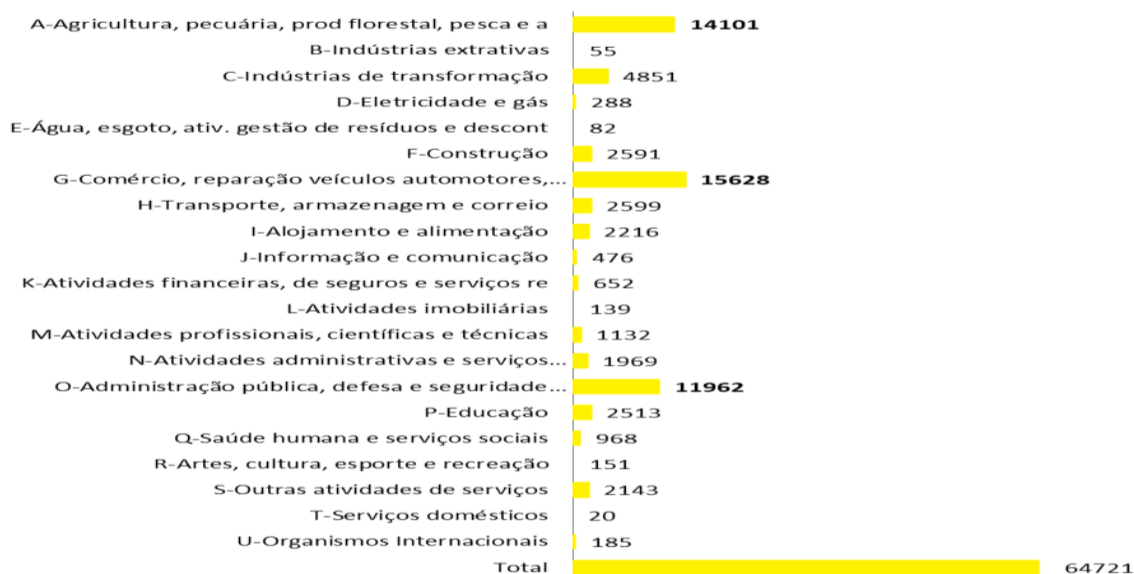 A-Agricultura, pecuária, prod florestal, pesca e a 14101
B-Indústrias extrativas 55
C-Indústrias de transformação 4851
D-Eletricidade e gás 288
E-Água, esgoto, ativ. gestão de resíduos e descont 82
F-Construção 2591
G-Comércio, reparação veículos automotores,... 15628
H-Transporte, armazenagem e correio 2599
I-Alojamento e alimentação 2216
J-Informação e comunicação 476
K-Atividades financeiras, de seguros e serviços re 652
L-Atividades imobiliárias 139
M-Atividades profissionais, científicas e técnicas 1132
N-Atividades administrativas e serviços... 1969
O-Administração pública, defesa e seguridade... 11962
P-Educação 2513
Q-Saúde humana e serviços sociais 968
R-Artes, cultura, esporte e recreação 151
S-Outras atividades de serviços 2143
T-Serviços domésticos 20
U-Organismos Internacionais 185
Total 64721